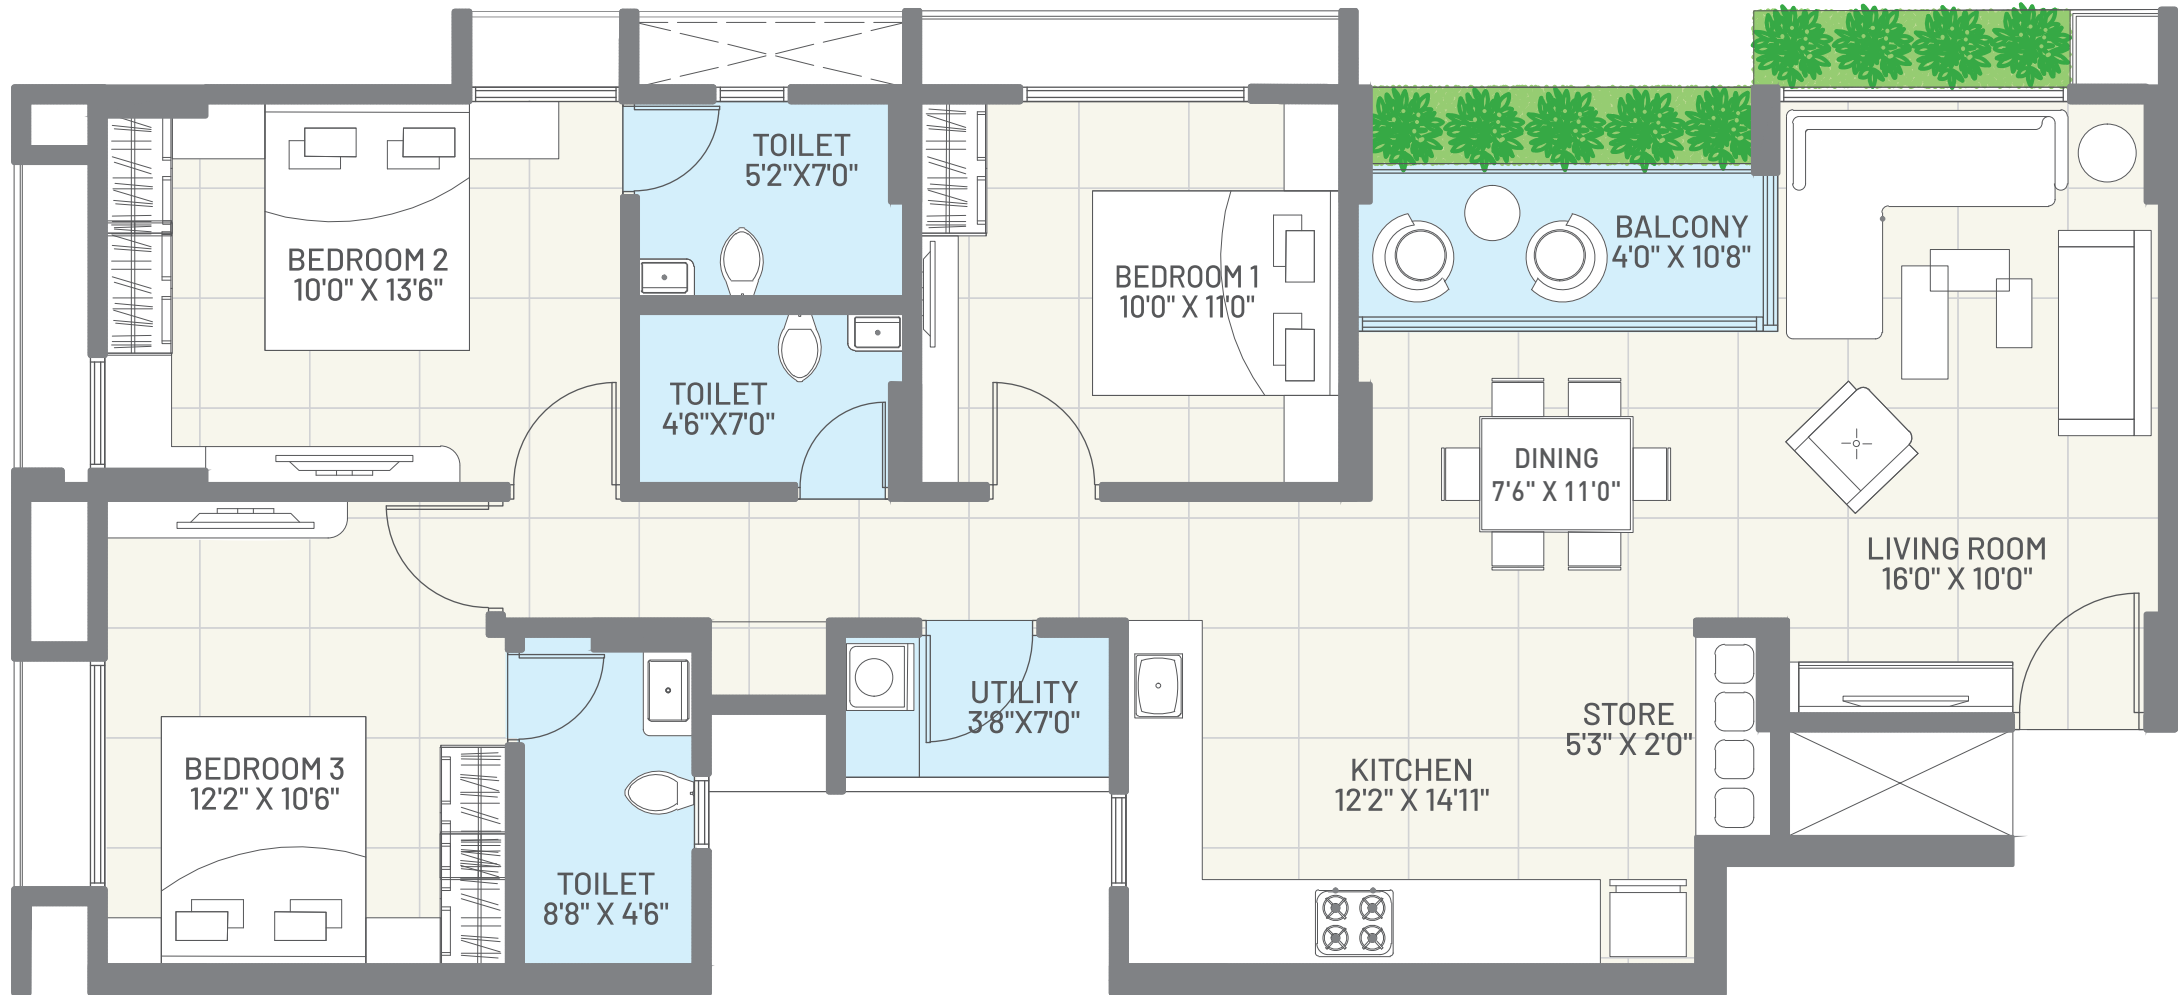 TOILET
5'2"X7'0"
BEDROOM 2
10'0" X 13'6"
BEDROOM 1
10'0" X 11'0"
BALCONY
4'0" X 10'8"
TOILET
4'6"X7'0"
DINING
7'6" X 11'0"
LIVING ROOM
16'0" X 10'0"
UTILITY
3'8"X7'0"
STORE
5'3" X 2'0"
BEDROOM 3
12'2" X 10'6"
KITCHEN
12'2" X 14'11"
TOILET
8'8" X 4'6"